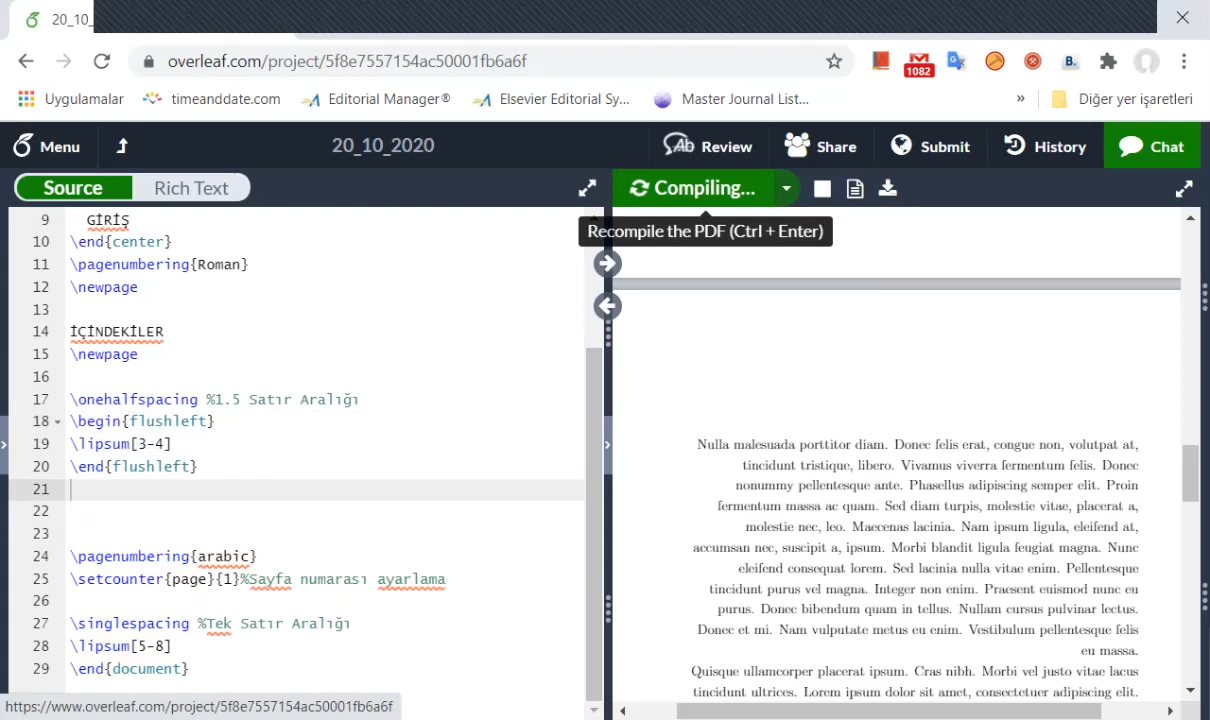 20_10_
overleaf.com/project/5f8e7557154ac50001fb6a6f
1082
B.
Uygulamalar timeanddate.com Editorial Manager® Elsevier Editorial Sy... Master Journal List... » Diğer yer işaretleri
Menu 20_10_2020 Review Share Submit History Chat
Source Rich Text Compiling...
Recompile the PDF (Ctrl + Enter)
9 GİRİŞ
10 \end{center}
11 \pagenumbering{Roman}
12 \newpage
13
14 İÇİNDEKİLER
15 \newpage
16
17 \onehalfspacing %1.5 Satır Aralığı
18 \begin{flushleft}
19 \lipsum[3-4]
20 \end{flushleft}
21
22
23
24 \pagenumbering{arabic}
25 \setcounter{page}{1}%Sayfa numarası ayarlama
26
27 \singlespacing %Tek Satır Aralığı
28 \lipsum[5-8]
29 \end{document}
Nulla malesuada porttitor diam. Donec felis erat, congue non, volutpat at,
tincidunt tristique, libero. Vivamus viverra fermentum felis. Donec
nonummy pellentesque ante. Phasellus adipiscing semper elit. Proin
fermentum massa ac quam. Sed diam turpis, molestie vitae, placerat a,
molestie nec, leo. Maecenas lacinia. Nam ipsum ligula, eleifend at,
accumsan nec, suscipit a, ipsum. Morbi blandit ligula feugiat magna. Nunc
eleifend consequat lorem. Sed lacinia nulla vitae enim. Pellentesque
tincidunt purus vel magna. Integer non enim. Praesent euismod nunc eu
purus. Donec bibendum quam in tellus. Nullam cursus pulvinar lectus.
Donec et mi. Nam vulputate metus eu enim. Vestibulum pellentesque felis
eu massa.
Quisque ullamcorper placerat ipsum. Cras nibh. Morbi vel justo vitae lacus
tincidunt ultrices. Lorem ipsum dolor sit amet, consectetuer adipiscing elit.
https://www.overleaf.com/project/5f8e7557154ac50001fb6a6f